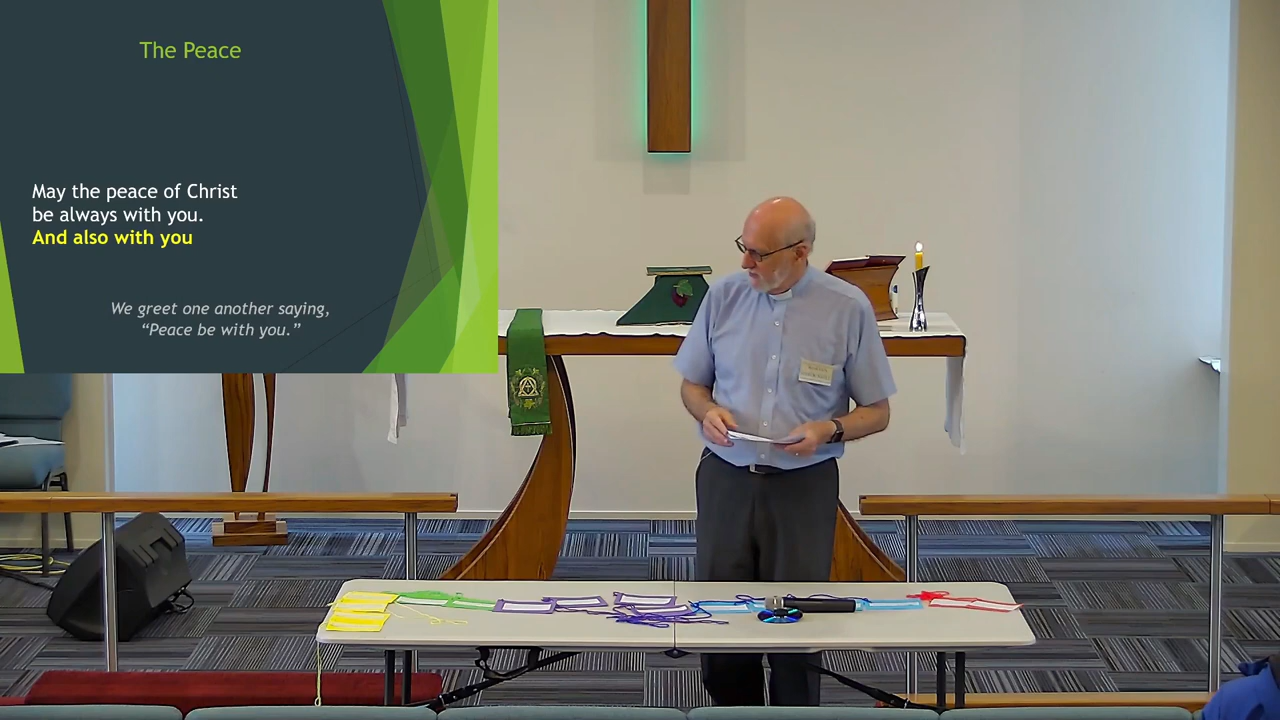 The Peace
May the peace of Christ
be always with you.
And also with you
We greet one another saying,
“Peace be with you.”